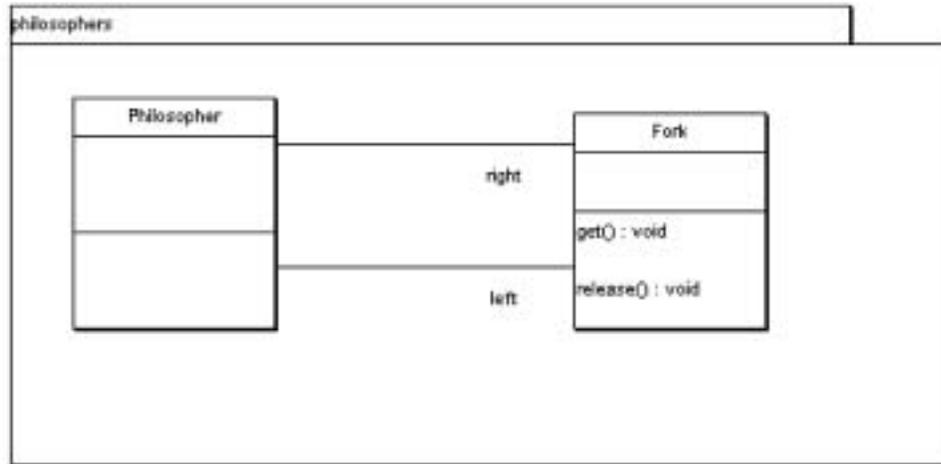 philosophers
Philosopher
Fork
right
get() : void
left
release() : void